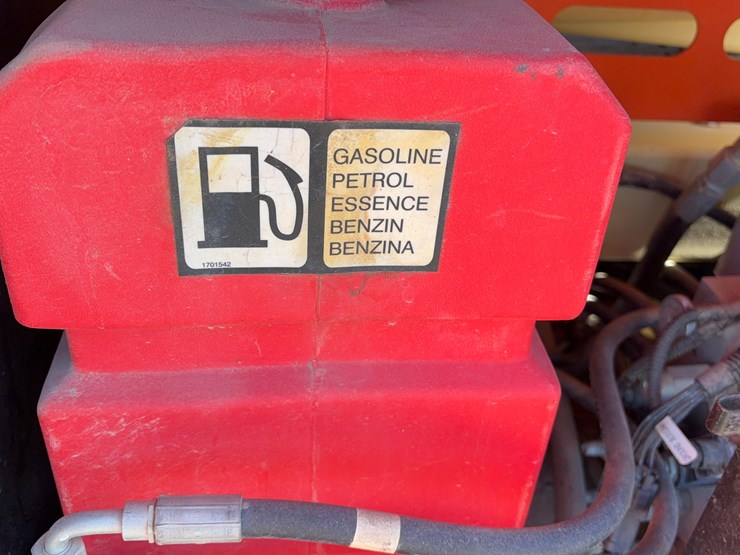 GASOLINE
PETROL
ESSENCE
BENZIN
BENZINA
1701542